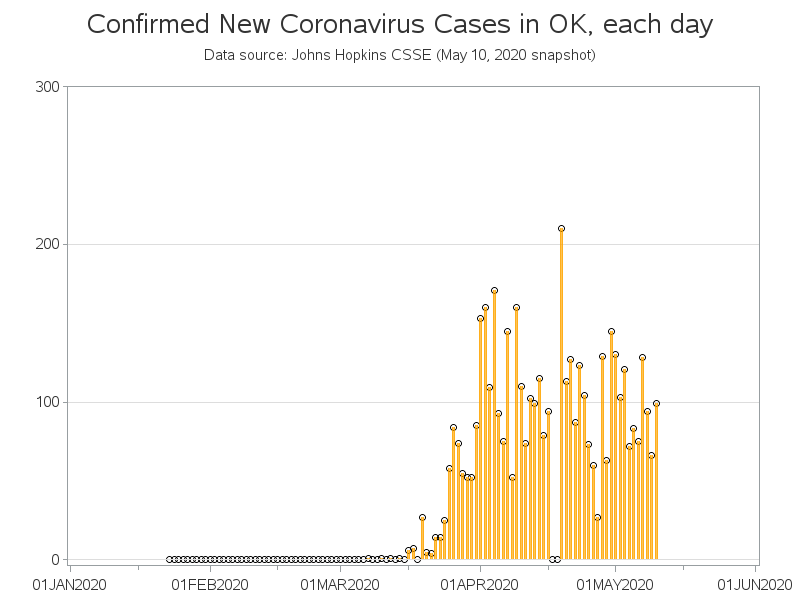 Confirmed New Coronavirus Cases in OK, each day
Data source: Johns Hopkins CSSE (May 10, 2020 snapshot)
300
200
100
0
01JAN2020 01FEB2020 01MAR2020 01APR2020 01MAY2020 01JUN2020